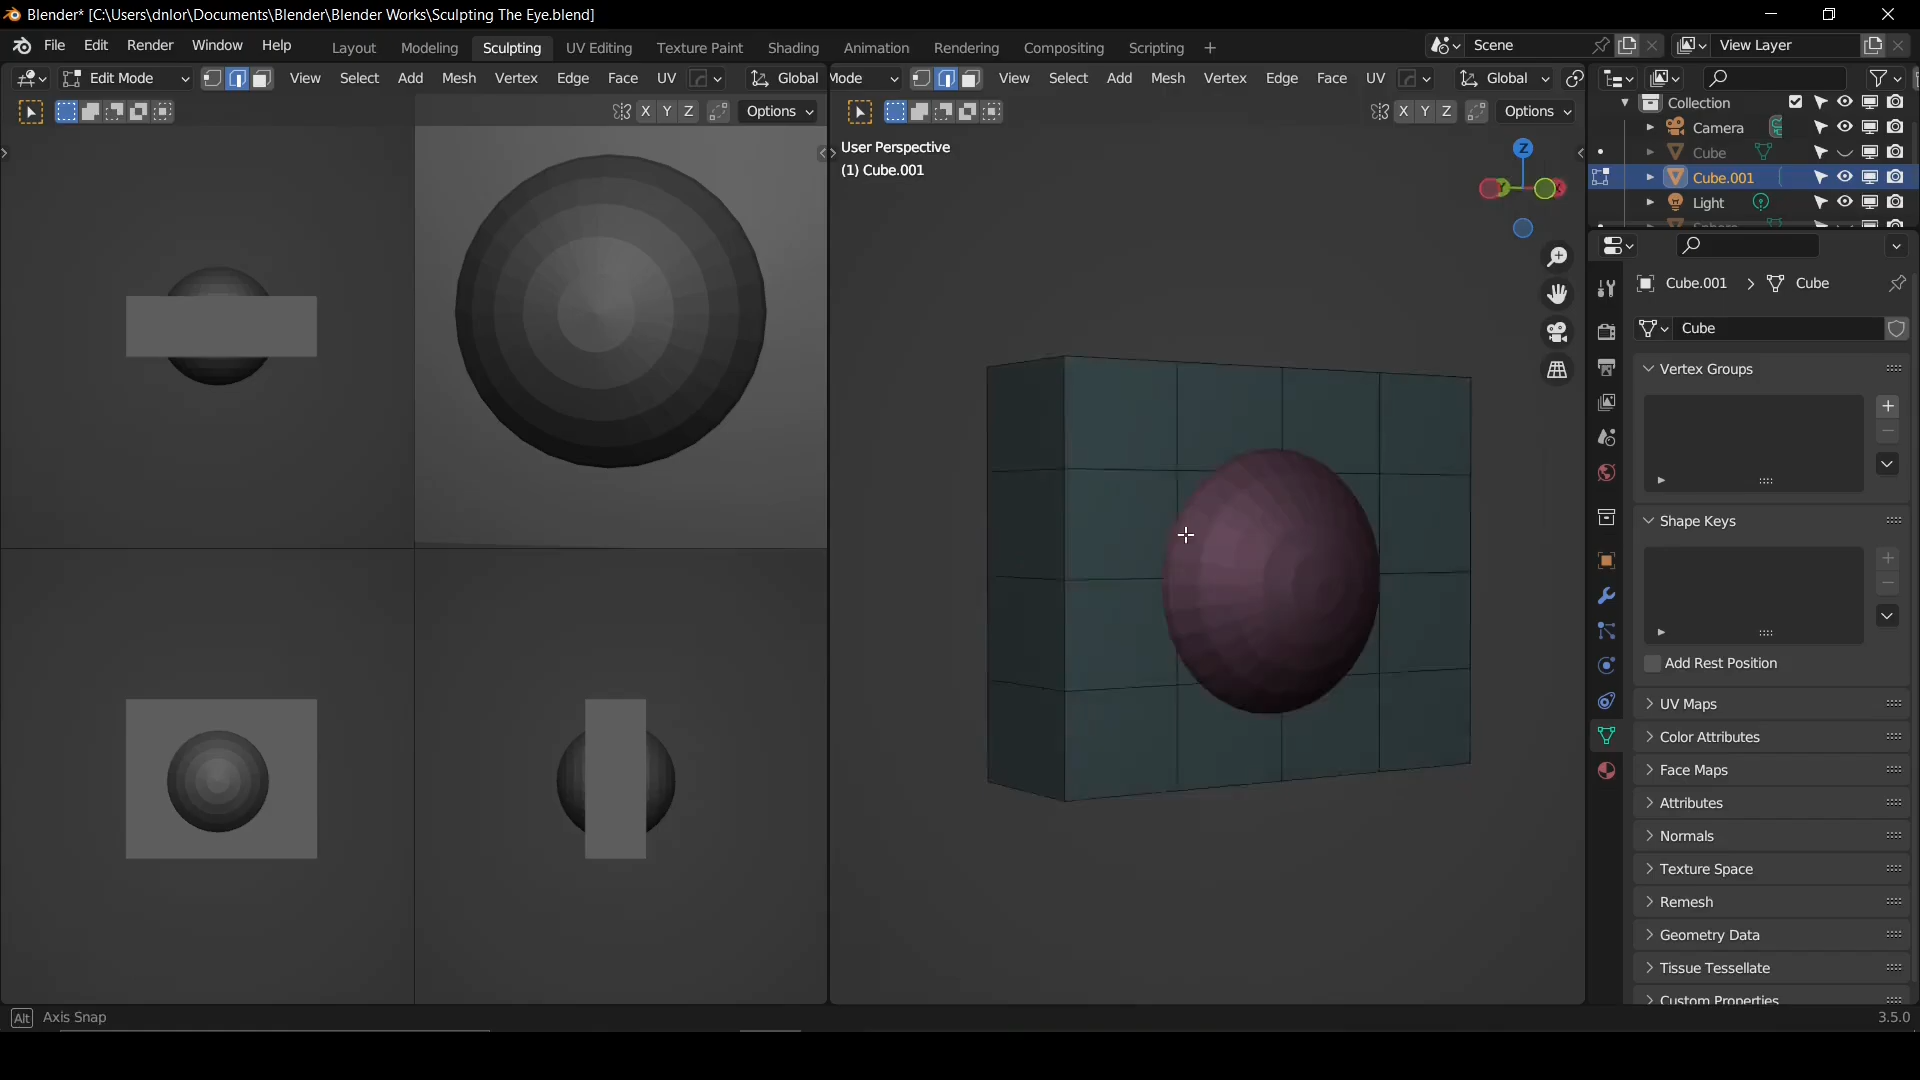 Blender* [C:\Users\dnlor\Documents\Blender\Blender Works\Sculpting The Eye.blend]
File Edit Render Window Help Layout Modeling Sculpting UV Editing Texture Paint Shading Animation Rendering Compositing Scripting + Scene View Layer
Edit Mode View Select Add Mesh Vertex Edge Face UV Global Mode View Select Add Mesh Vertex Edge Face UV Global
X Y Z Options X Y Z Options
Collection
Camera
Cube
Cube.001
Light
Sphere
User Perspective
(1) Cube.001
Z
Y
X
Cube.001 > Cube
Cube
Vertex Groups
Shape Keys
Add Rest Position
UV Maps
Color Attributes
Face Maps
Attributes
Normals
Texture Space
Remesh
Geometry Data
Tissue Tessellate
Custom Properties
Alt Axis Snap
3.5.0